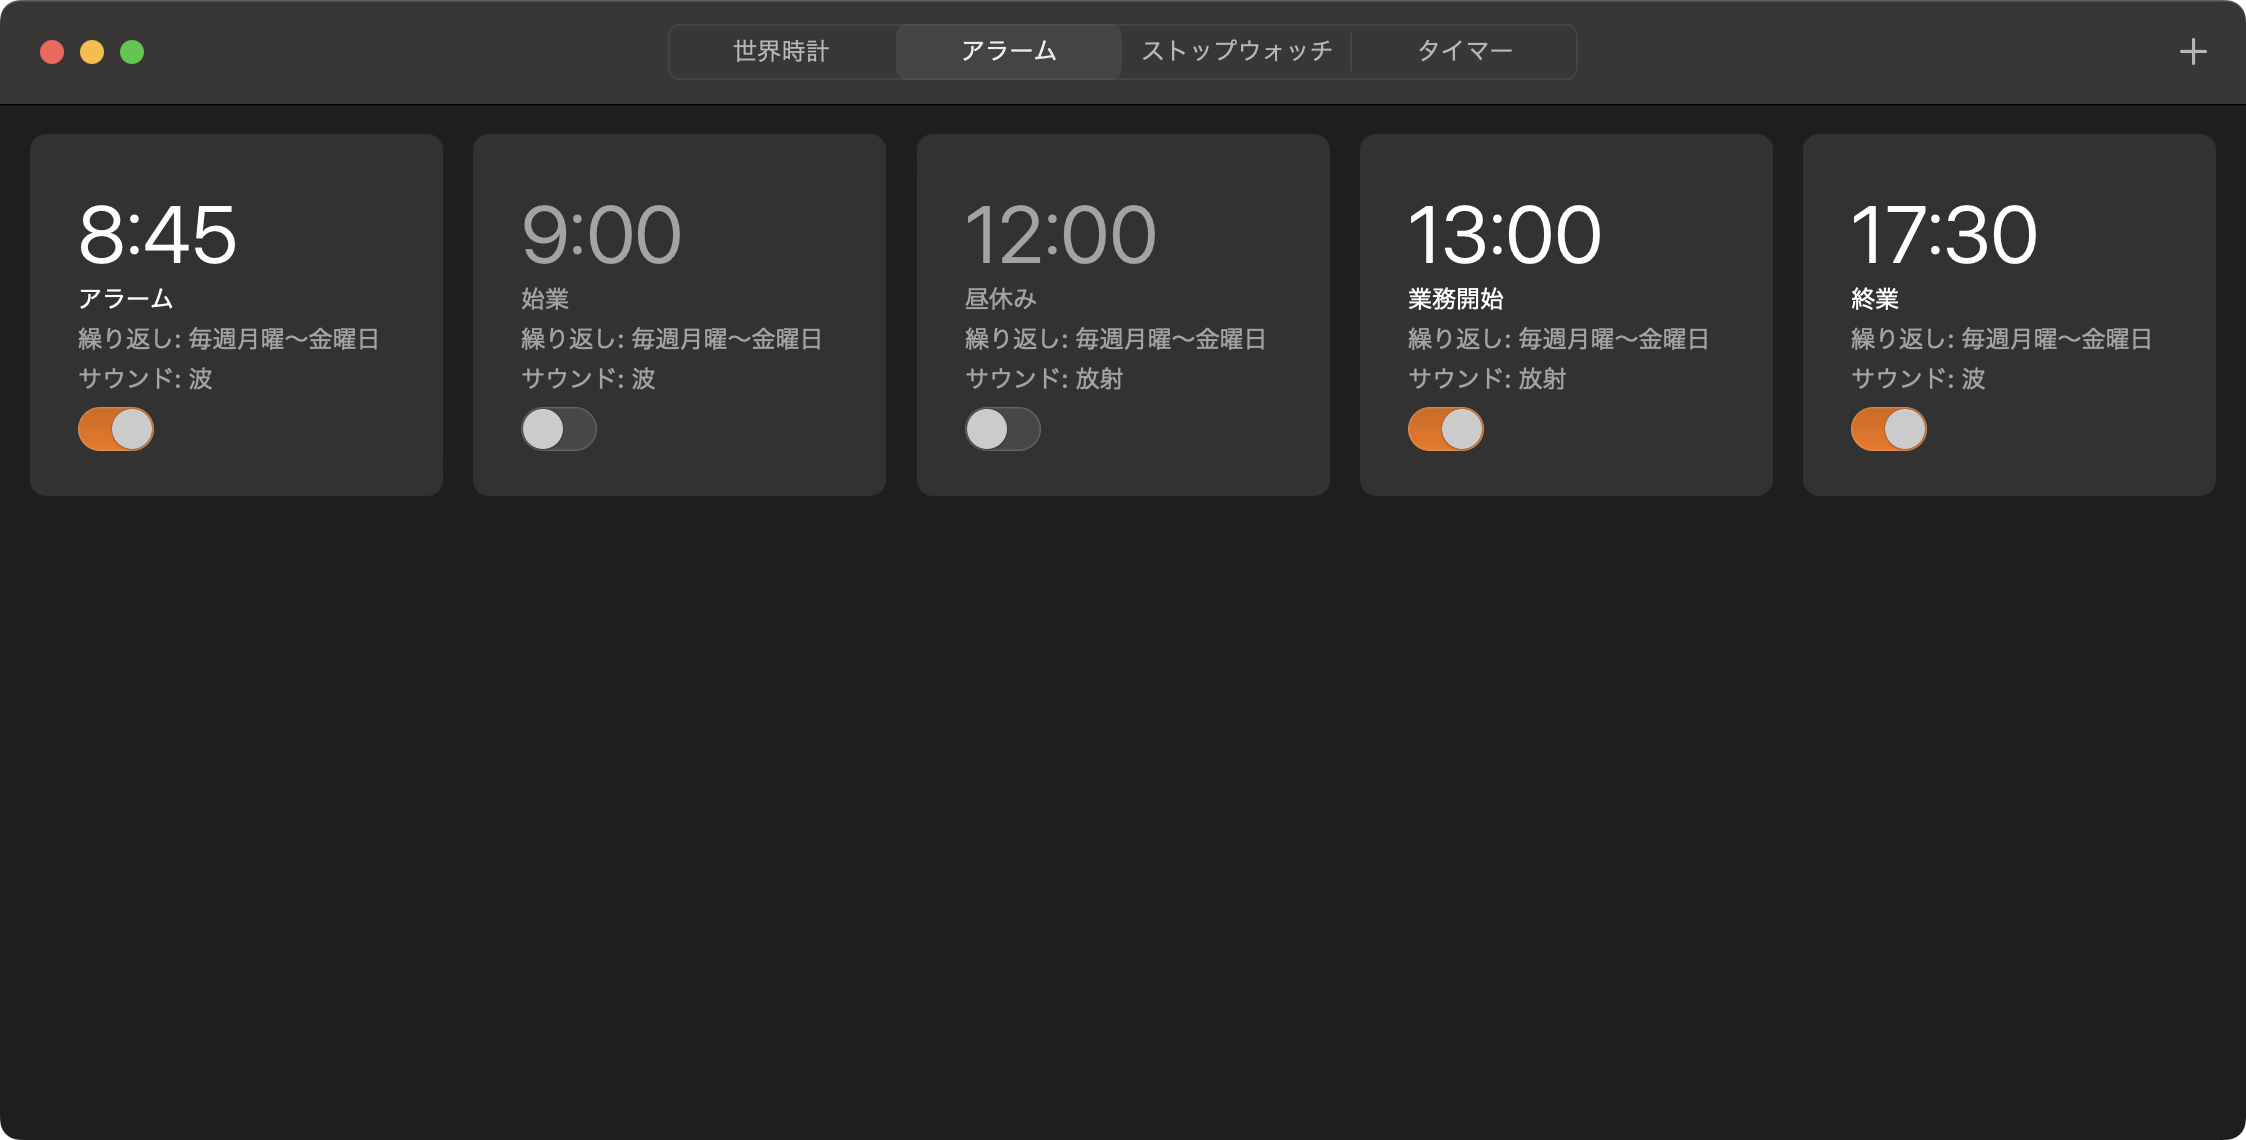 世界時計
アラーム
ストップウォッチ
タイマー
8:45
アラーム
繰り返し: 毎週月曜〜金曜日
サウンド: 波
9:00
始業
繰り返し: 毎週月曜〜金曜日
サウンド: 波
12:00
昼休み
繰り返し: 毎週月曜〜金曜日
サウンド: 放射
13:00
業務開始
繰り返し: 毎週月曜〜金曜日
サウンド: 放射
17:30
終業
繰り返し: 毎週月曜〜金曜日
サウンド: 波